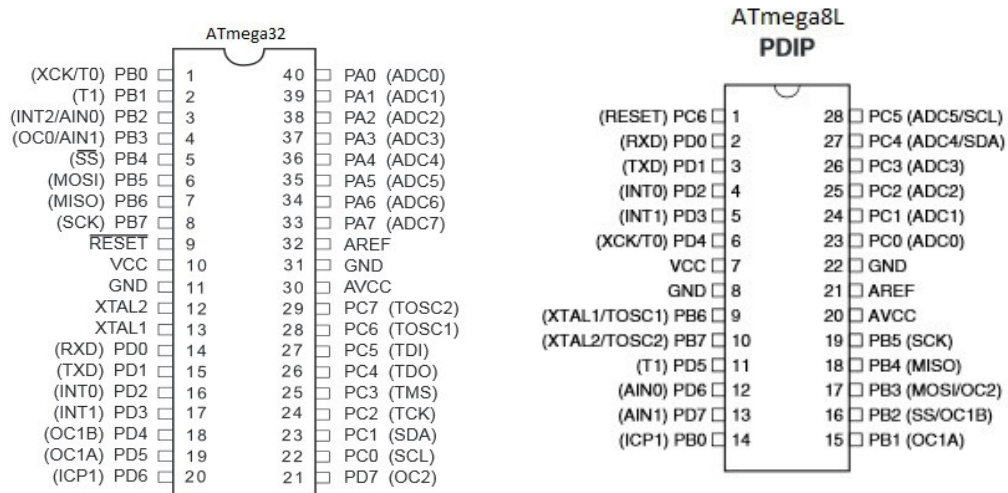 ATmega32
(XCK/T0) PB0 1 40 PA0 (ADC0)
(T1) PB1 2 39 PA1 (ADC1)
(INT2/AIN0) PB2 3 38 PA2 (ADC2)
(OC0/AIN1) PB3 4 37 PA3 (ADC3)
(SS) PB4 5 36 PA4 (ADC4)
(MOSI) PB5 6 35 PA5 (ADC5)
(MISO) PB6 7 34 PA6 (ADC6)
(SCK) PB7 8 33 PA7 (ADC7)
RESET 9 32 AREF
VCC 10 31 GND
GND 11 30 AVCC
XTAL2 12 29 PC7 (TOSC2)
XTAL1 13 28 PC6 (TOSC1)
(RXD) PD0 14 27 PC5 (TDI)
(TXD) PD1 15 26 PC4 (TDO)
(INT0) PD2 16 25 PC3 (TMS)
(INT1) PD3 17 24 PC2 (TCK)
(OC1B) PD4 18 23 PC1 (SDA)
(OC1A) PD5 19 22 PC0 (SCL)
(ICP1) PD6 20 21 PD7 (OC2)
ATmega8L
PDIP
(RESET) PC6 1 28 PC5 (ADC5/SCL)
(RXD) PD0 2 27 PC4 (ADC4/SDA)
(TXD) PD1 3 26 PC3 (ADC3)
(INT0) PD2 4 25 PC2 (ADC2)
(INT1) PD3 5 24 PC1 (ADC1)
(XCK/T0) PD4 6 23 PC0 (ADC0)
VCC 7 22 GND
GND 8 21 AREF
(XTAL1/TOSC1) PB6 9 20 AVCC
(XTAL2/TOSC2) PB7 10 19 PB5 (SCK)
(T1) PD5 11 18 PB4 (MISO)
(AIN0) PD6 12 17 PB3 (MOSI/OC2)
(AIN1) PD7 13 16 PB2 (SS/OC1B)
(ICP1) PB0 14 15 PB1 (OC1A)